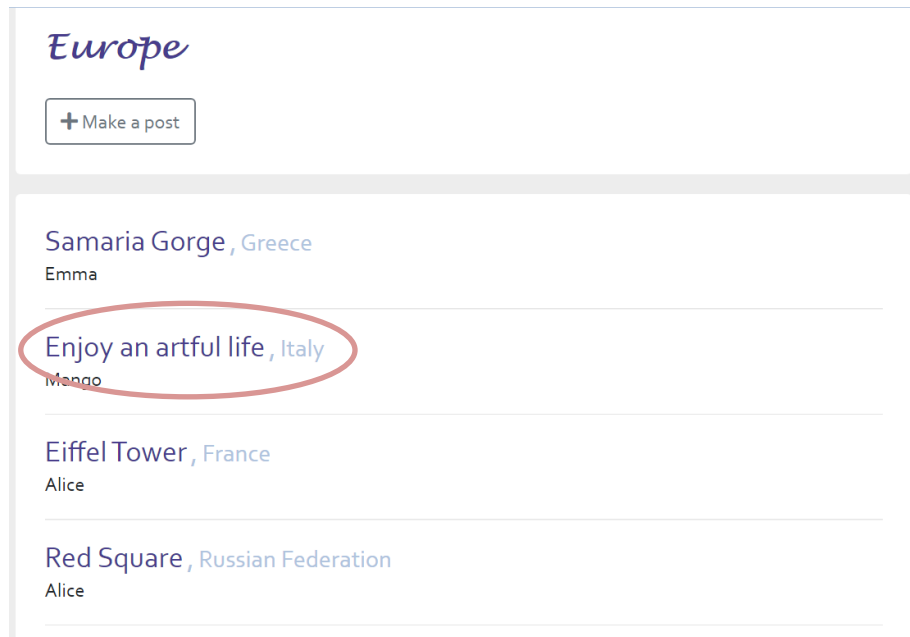 Europe
Make a post
Samaria Gorge , Greece
Emma
Enjoy an artful life , Italy
Mango
Eiffel Tower , France
Alice
Red Square , Russian Federation
Alice